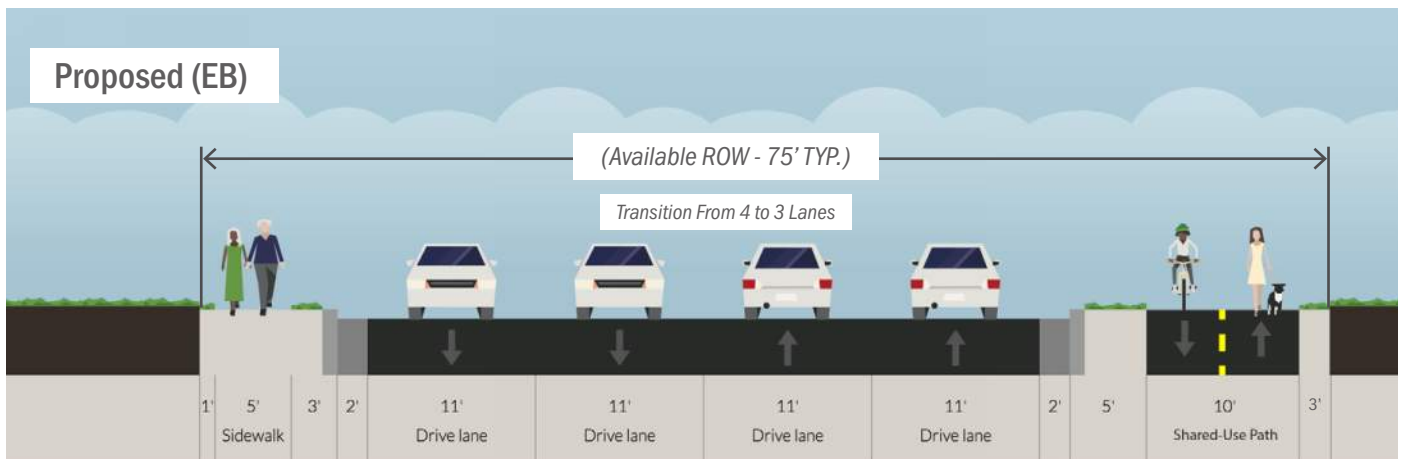 Proposed (EB)
(Available ROW - 75' TYP.)
Transition From 4 to 3 Lanes
1' 5' 3' 2' 11' 11' 11' 11' 2' 5' 10' 3'
Sidewalk Drive lane Drive lane Drive lane Drive lane Shared-Use Path